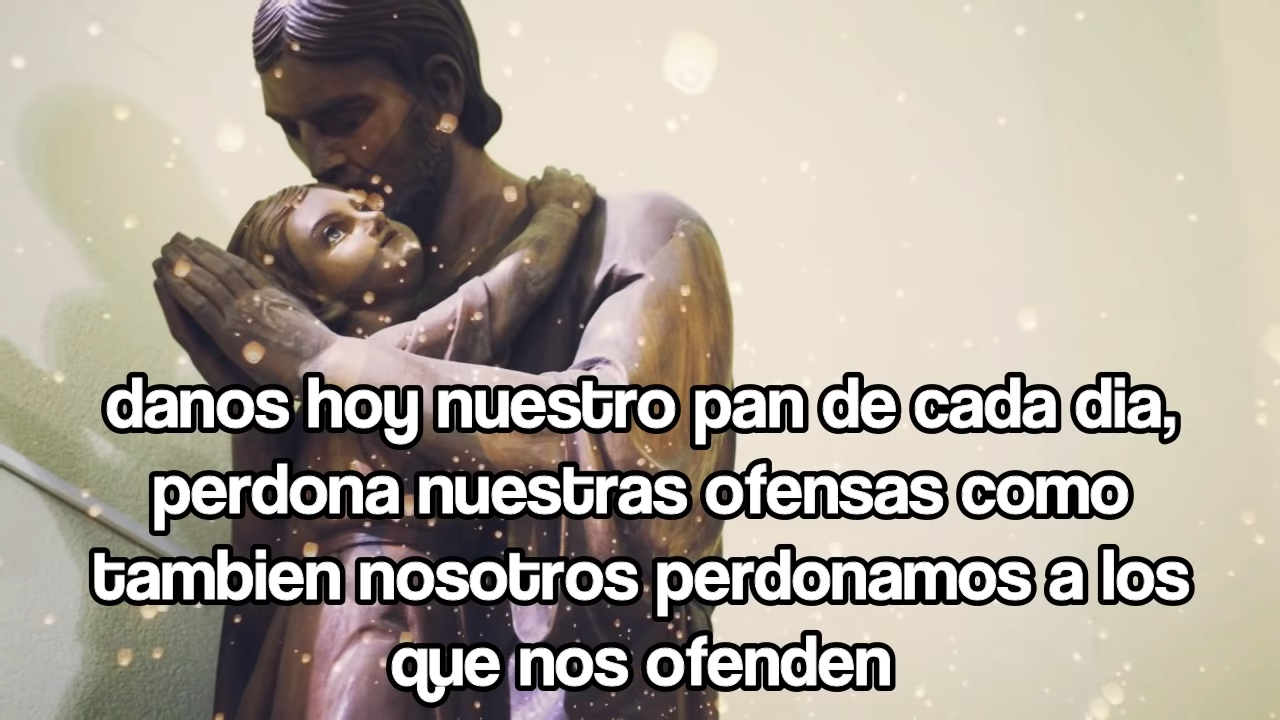 danos hoy nuestro pan de cada dia,
perdona nuestras ofensas como
tambien nosotros perdonamos a los
que nos ofenden